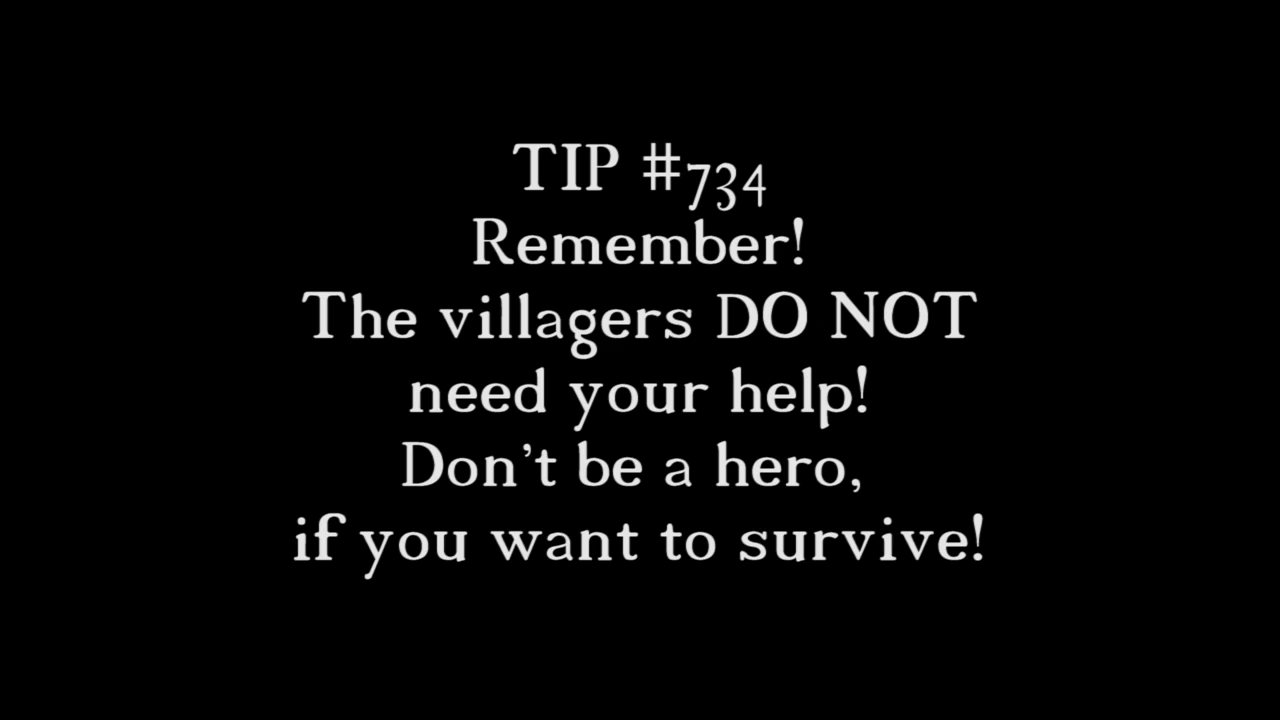 TIP #734
Remember!
The villagers DO NOT
need your help!
Don't be a hero,
if you want to survive!